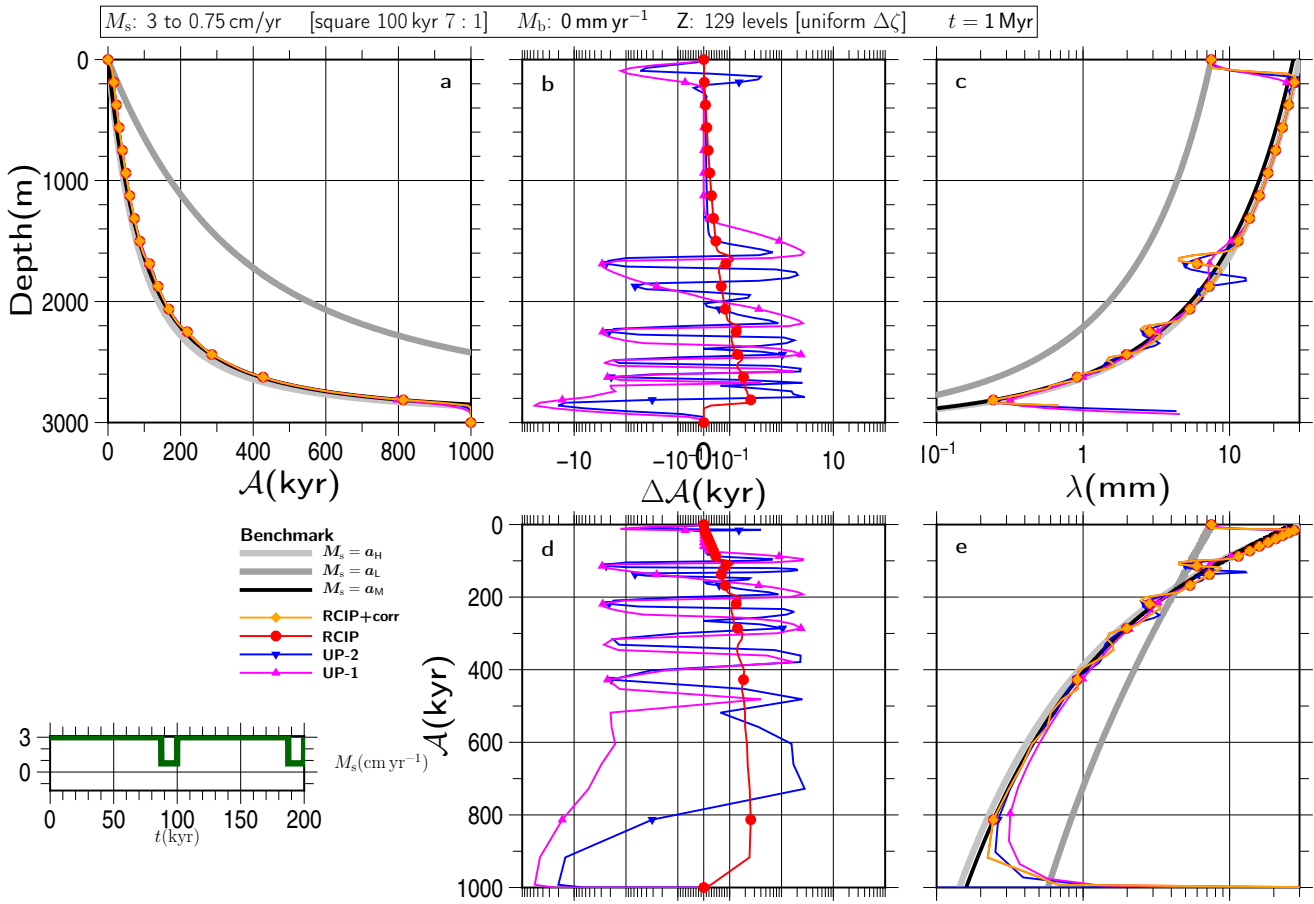 Mₛ: 3 to 0.75 cm/yr [square 100 kyr 7 : 1] M_b: 0 mm yr⁻¹ Z: 129 levels [uniform Δζ] t = 1 Myr
a b c
0
1000
2000
3000
Depth(m)
0 200 400 600 800 1000
𝒜(kyr)
−10 −10⁻¹ 0 10⁻¹ 10
Δ𝒜(kyr)
10⁻¹ 1 10
λ(mm)
Benchmark
Mₛ = a_H
Mₛ = a_L
Mₛ = a_M
RCIP+corr
RCIP
UP-2
UP-1
3
0
Mₛ(cm yr⁻¹)
0 50 100 150 200
t(kyr)
d e
0
200
400
600
800
1000
𝒜(kyr)